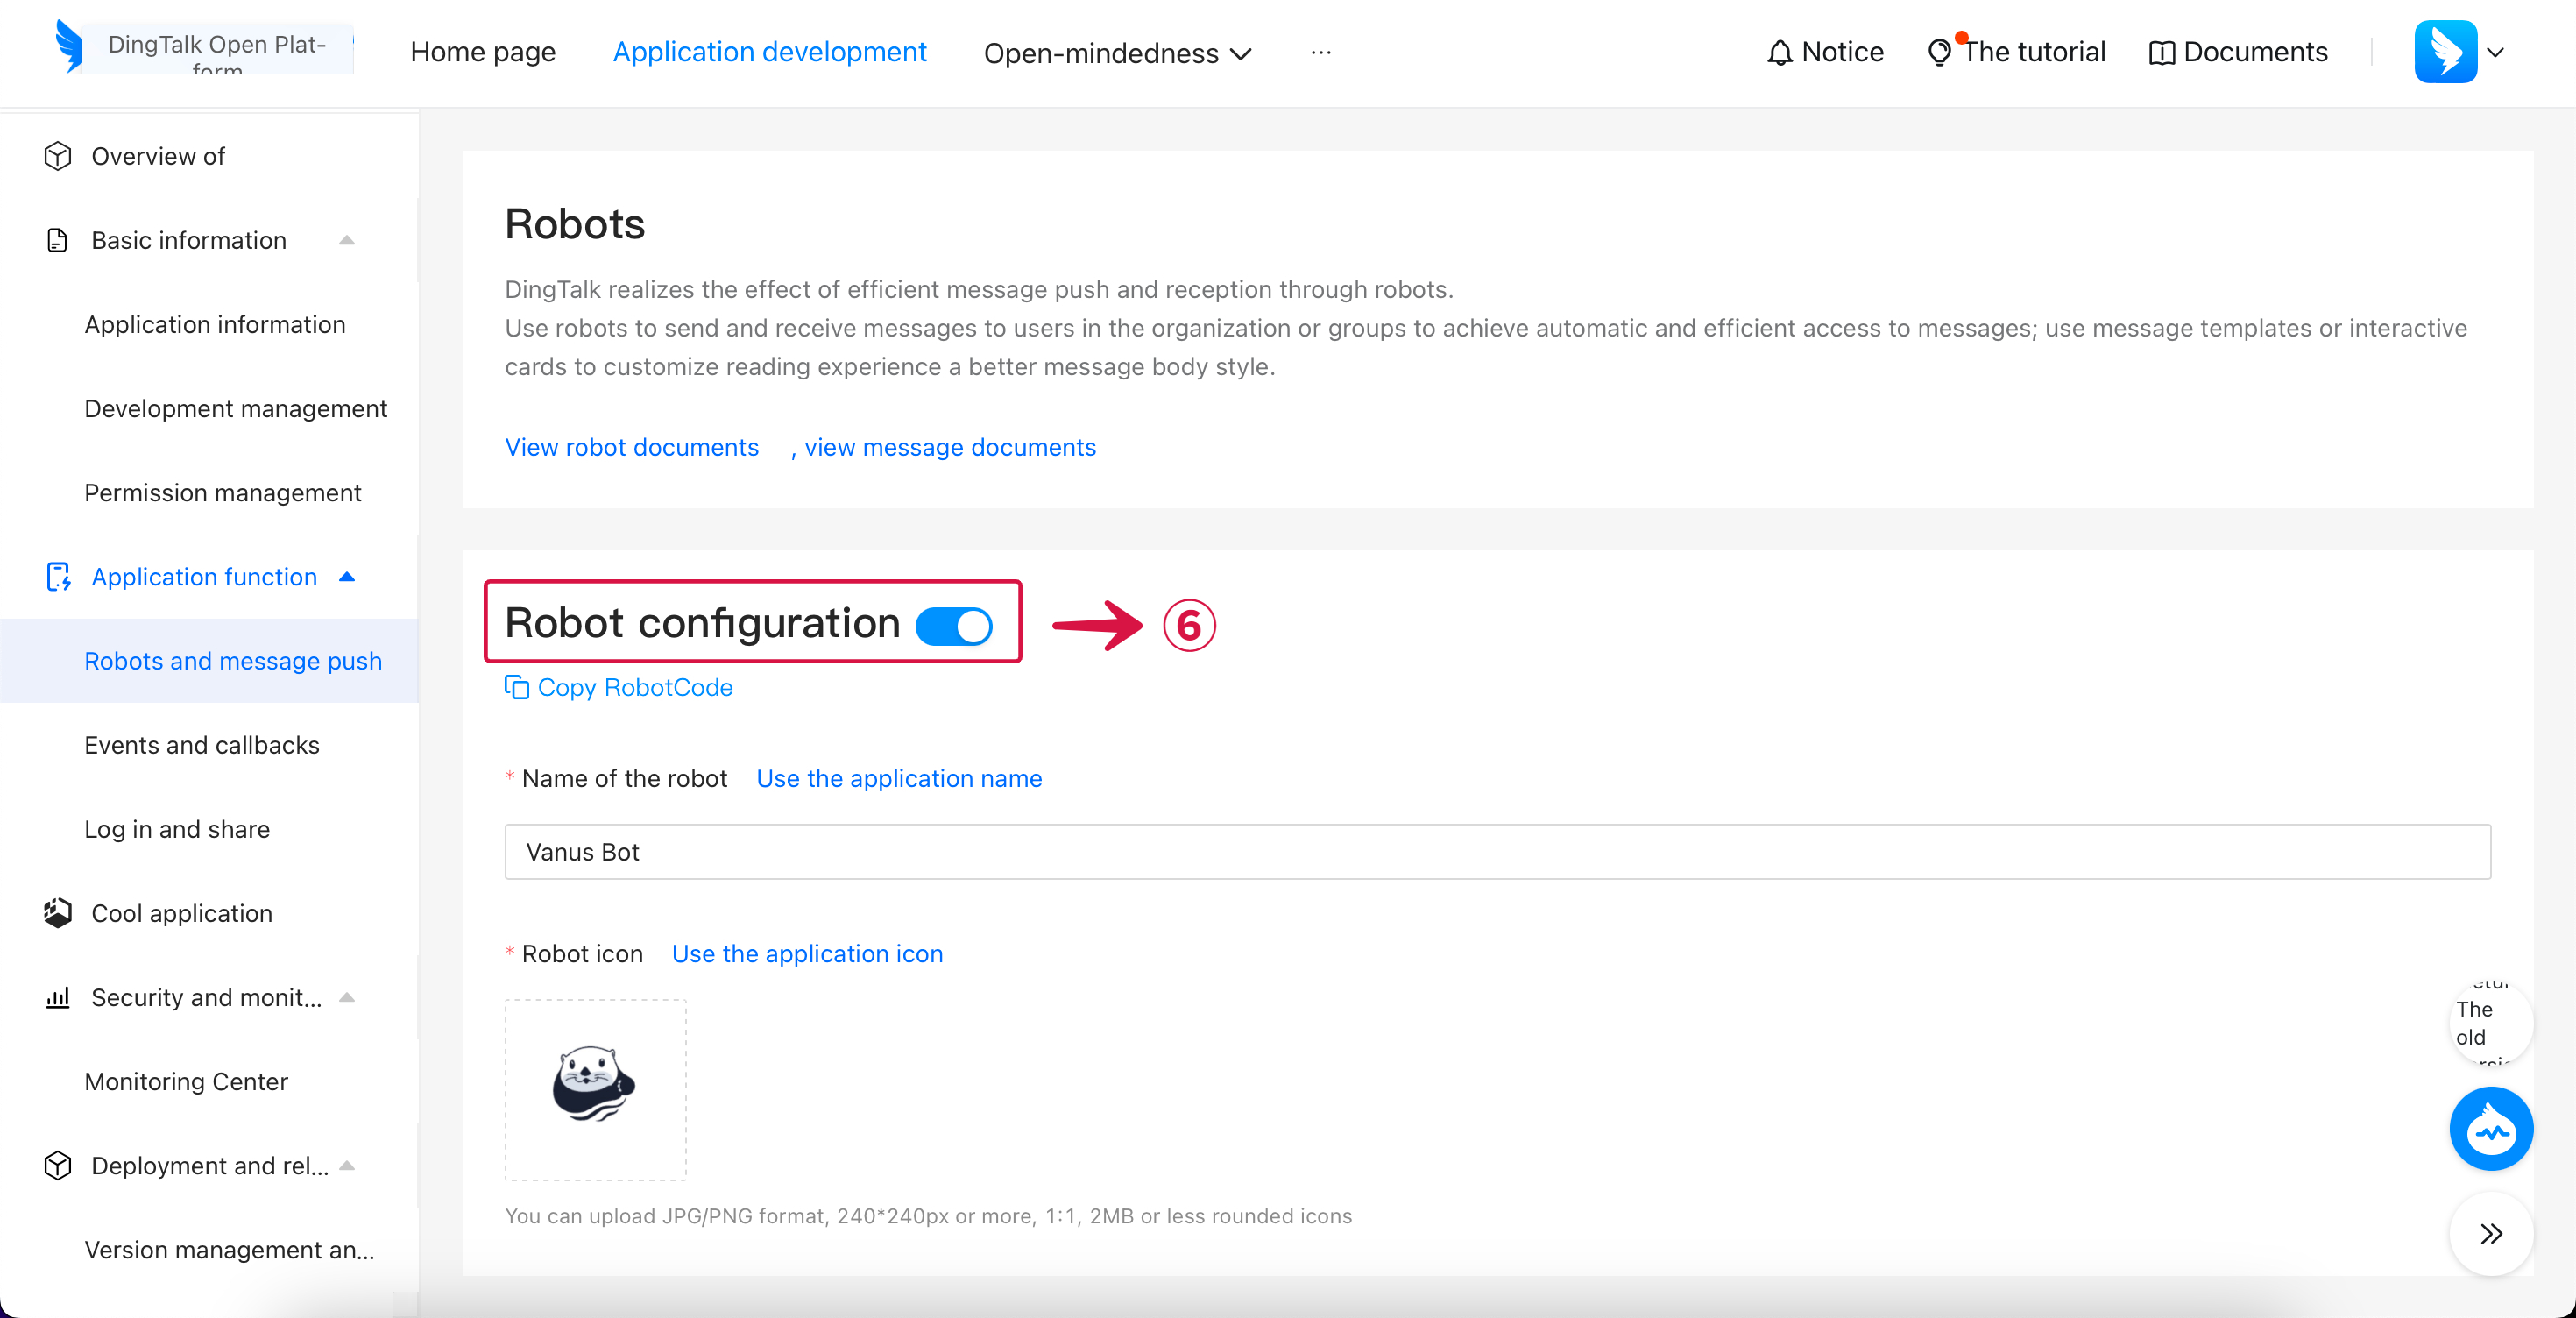 DingTalk Open Plat-
form
Home page
Application development
Open-mindedness
...
Notice
The tutorial
Documents
Overview of
Basic information
Application information
Development management
Permission management
Application function
Robots and message push
Events and callbacks
Log in and share
Cool application
Security and monit...
Monitoring Center
Deployment and rel...
Version management an...
Robots
DingTalk realizes the effect of efficient message push and reception through robots.
Use robots to send and receive messages to users in the organization or groups to achieve automatic and efficient access to messages; use message templates or interactive
cards to customize reading experience a better message body style.
View robot documents , view message documents
Robot configuration
⑥
Copy RobotCode
* Name of the robot Use the application name
Vanus Bot
* Robot icon Use the application icon
You can upload JPG/PNG format, 240*240px or more, 1:1, 2MB or less rounded icons
The
old